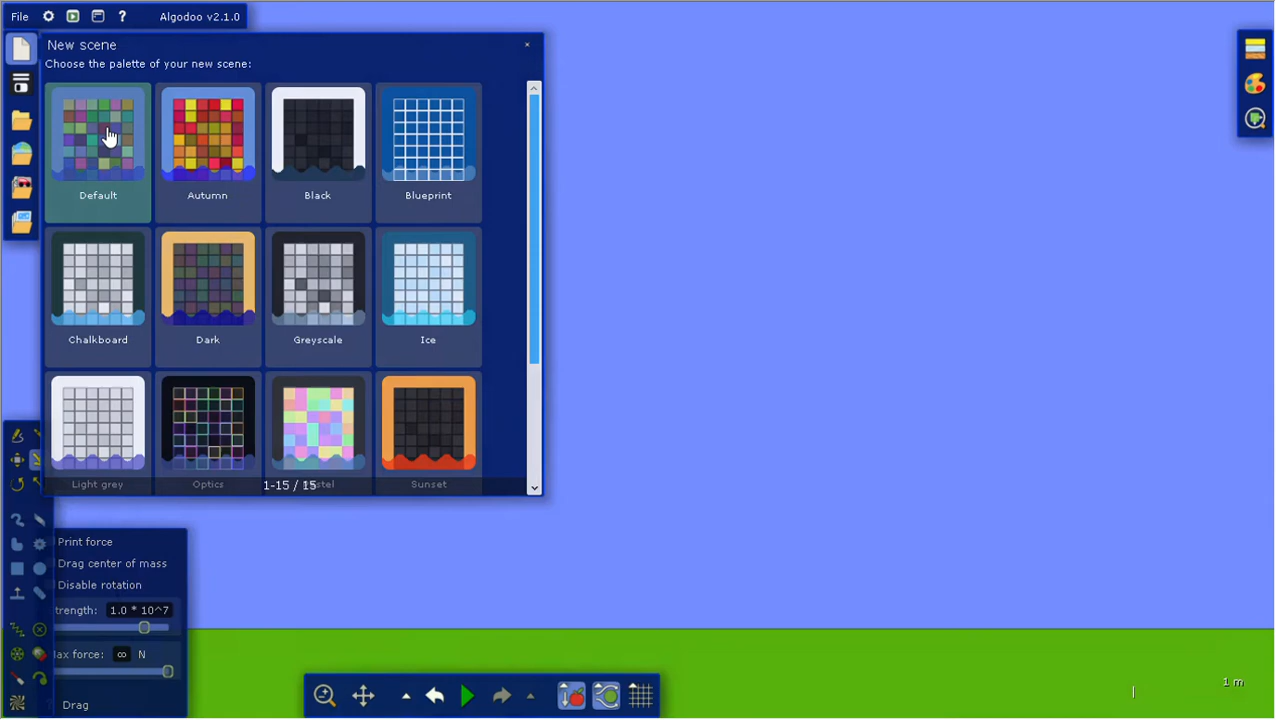 File ? Algodoo v2.1.0
New scene
Choose the palette of your new scene:
Default Autumn Black Blueprint
Chalkboard Dark Greyscale Ice
Light grey Optics Sunset
1-15 / 15
Print force
Drag center of mass
Disable rotation
trength: 1.0 * 10^7
ax force: ∞ N
Drag
1 m